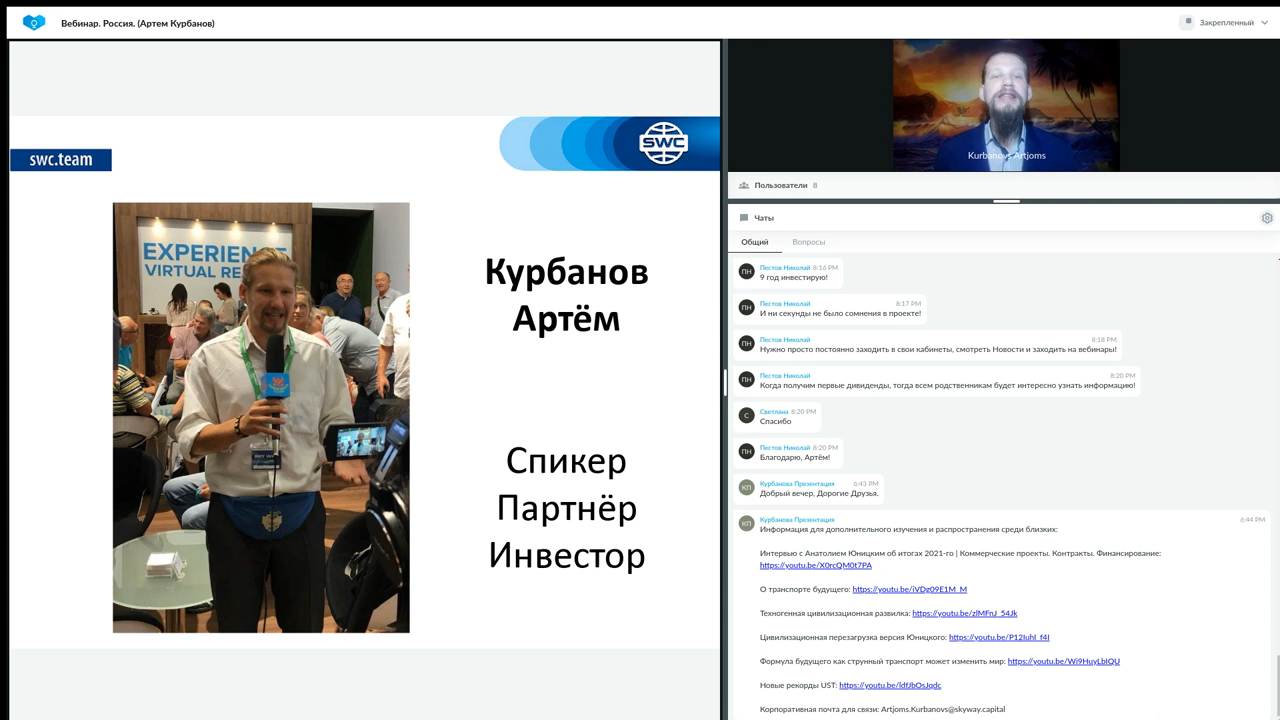 Вебинар. Россия. (Артем Курбанов)
Закрепленный
swc.team
SWC
EXPERIENCE
VIRTUAL RE
Курбанов
Артём
Спикер
Партнёр
Инвестор
Kurbanovs Artjoms
Пользователи 8
Чаты
Общий Вопросы
ПН
Пестов Николай 8:16 PM
9 год инвестирую!
ПН
Пестов Николай 8:17 PM
И ни секунды не было сомнения в проекте!
ПН
Пестов Николай 8:18 PM
Нужно просто постоянно заходить в свои кабинеты, смотреть Новости и заходить на вебинары!
ПН
Пестов Николай 8:20 PM
Когда получим первые дивиденды, тогда всем родственникам будет интересно узнать информацию!
С
Светлана 8:20 PM
Спасибо
ПН
Пестов Николай 8:20 PM
Благодарю, Артём!
КП
Курбанова Презентация 6:43 PM
Добрый вечер, Дорогие Друзья.
КП
Курбанова Презентация 6:44 PM
Информация для дополнительного изучения и распространения среди близких:
Интервью с Анатолием Юницким об итогах 2021-го | Коммерческие проекты. Контракты. Финансирование:
https://youtu.be/X0rcQM0t7PA
О транспорте будущего: https://youtu.be/iVDg09E1M_M
Техногенная цивилизационная развилка: https://youtu.be/zlMFnJ_54Jk
Цивилизационная перезагрузка версия Юницкого: https://youtu.be/P12IuhI_f4I
Формула будущего как струнный транспорт может изменить мир: https://youtu.be/Wi9HuyLbIQU
Новые рекорды UST: https://youtu.be/ldfJbOsJqdc
Корпоративная почта для связи: Artjoms.Kurbanovs@skyway.capital